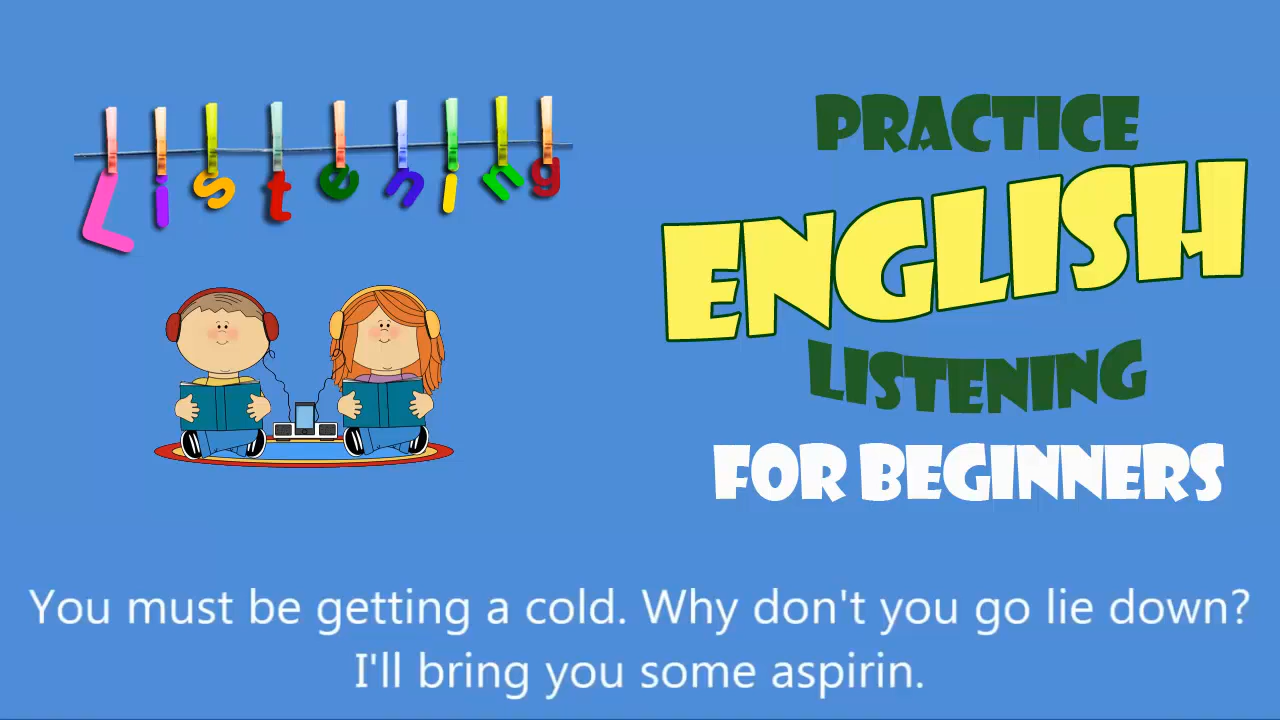 Listening
PRACTICE
ENGLISH
LISTENING
FOR BEGINNERS
You must be getting a cold. Why don't you go lie down?
I'll bring you some aspirin.